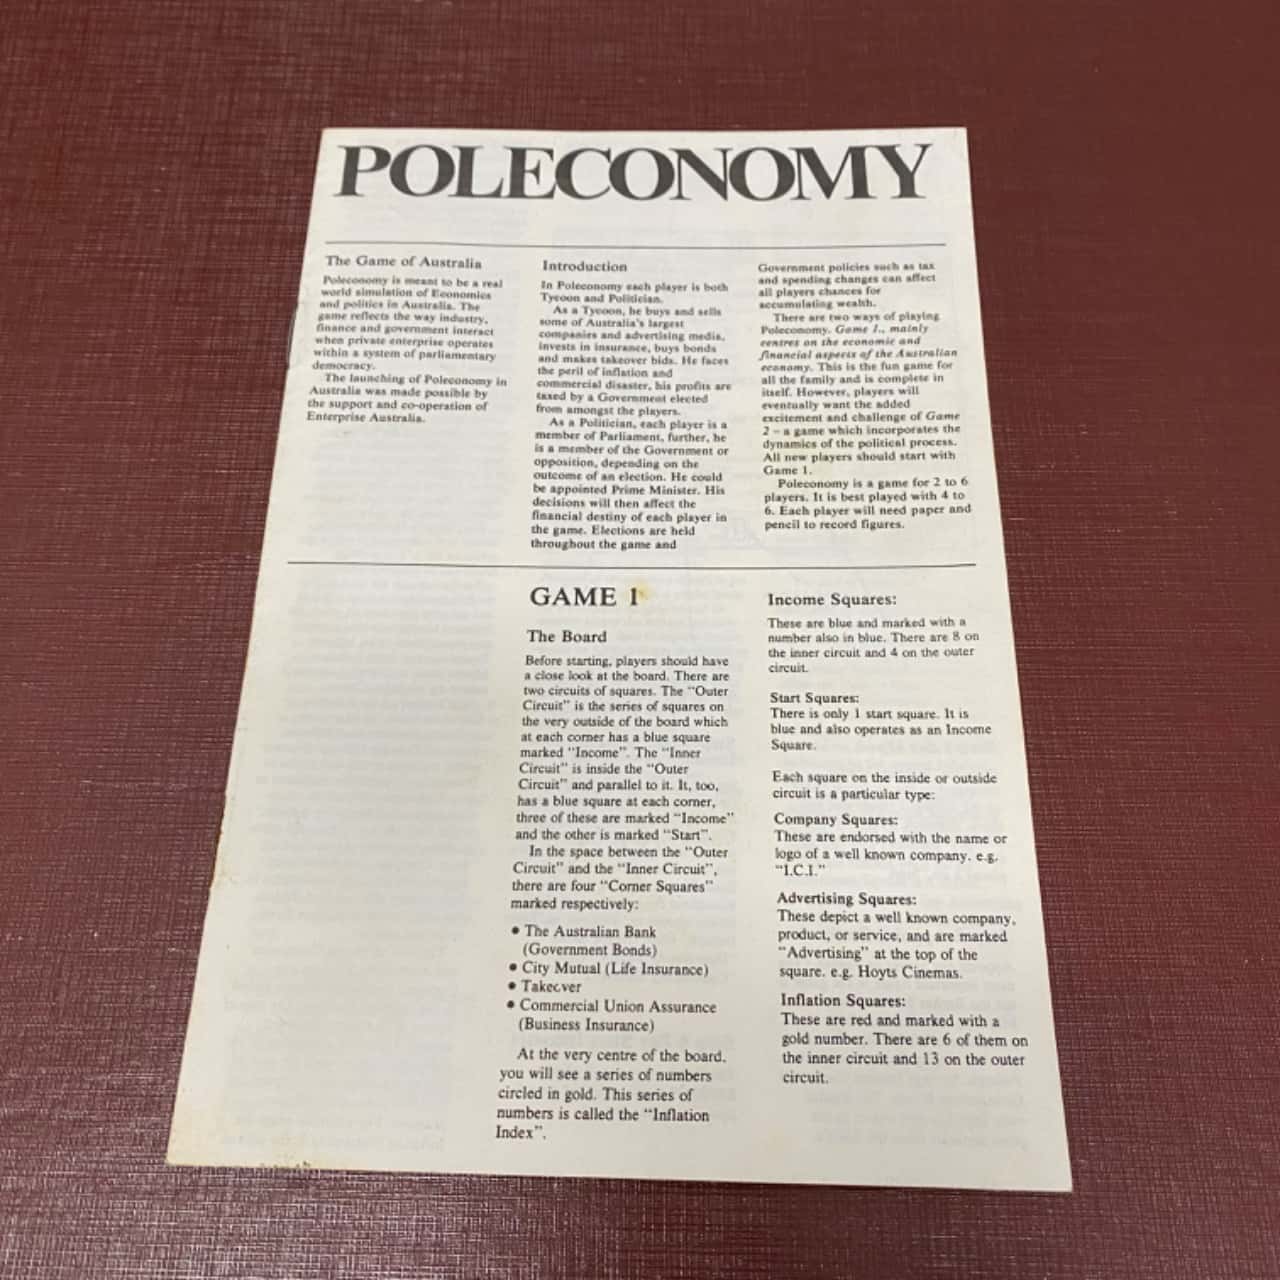 POLECONOMY
The Game of Australia
Poleconomy is meant to be a real
world simulation of Economics
and politics in Australia. The
game reflects the way industry,
finance and government interact
when private enterprise operates
within a system of parliamentary
democracy.
The launching of Poleconomy in
Australia was made possible by
the support and co-operation of
Enterprise Australia.
Introduction
In Poleconomy each player is both
Tycoon and Politician.
As a Tycoon, he buys and sells
some of Australia's largest
companies and advertising media,
invests in insurance, buys bonds
and makes takeover bids. He faces
the peril of inflation and
commercial disaster, his profits are
taxed by a Government elected
from amongst the players.
As a Politician, each player is a
member of Parliament, further, he
is a member of the Government or
opposition, depending on the
outcome of an election. He could
be appointed Prime Minister. His
decisions will then affect the
financial destiny of each player in
the game. Elections are held
throughout the game and
Government policies such as tax
and spending changes can affect
all players chances for
accumulating wealth.
There are two ways of playing
Poleconomy. Game 1., mainly
centres on the economic and
financial aspects of the Australian
economy. This is the fun game for
all the family and is complete in
itself. However, players will
eventually want the added
excitement and challenge of Game
2 – a game which incorporates the
dynamics of the political process.
All new players should start with
Game 1.
Poleconomy is a game for 2 to 6
players. It is best played with 4 to
6. Each player will need paper and
pencil to record figures.
GAME 1
The Board
Before starting, players should have
a close look at the board. There are
two circuits of squares. The "Outer
Circuit" is the series of squares on
the very outside of the board which
at each corner has a blue square
marked "Income". The "Inner
Circuit" is inside the "Outer
Circuit" and parallel to it. It, too,
has a blue square at each corner,
three of these are marked "Income"
and the other is marked "Start".
In the space between the "Outer
Circuit" and the "Inner Circuit",
there are four "Corner Squares"
marked respectively:
• The Australian Bank
(Government Bonds)
• City Mutual (Life Insurance)
• Takeover
• Commercial Union Assurance
(Business Insurance)
At the very centre of the board,
you will see a series of numbers
circled in gold. This series of
numbers is called the "Inflation
Index".
Income Squares:
These are blue and marked with a
number also in blue. There are 8 on
the inner circuit and 4 on the outer
circuit.
Start Squares:
There is only 1 start square. It is
blue and also operates as an Income
Square.
Each square on the inside or outside
circuit is a particular type:
Company Squares:
These are endorsed with the name or
logo of a well known company. e.g.
"I.C.I."
Advertising Squares:
These depict a well known company,
product, or service, and are marked
"Advertising" at the top of the
square. e.g. Hoyts Cinemas.
Inflation Squares:
These are red and marked with a
gold number. There are 6 of them on
the inner circuit and 13 on the outer
circuit.